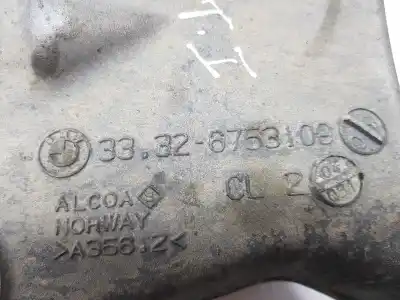 33.32-6753109
ALCOA CL 2
NORWAY
>A356.2<